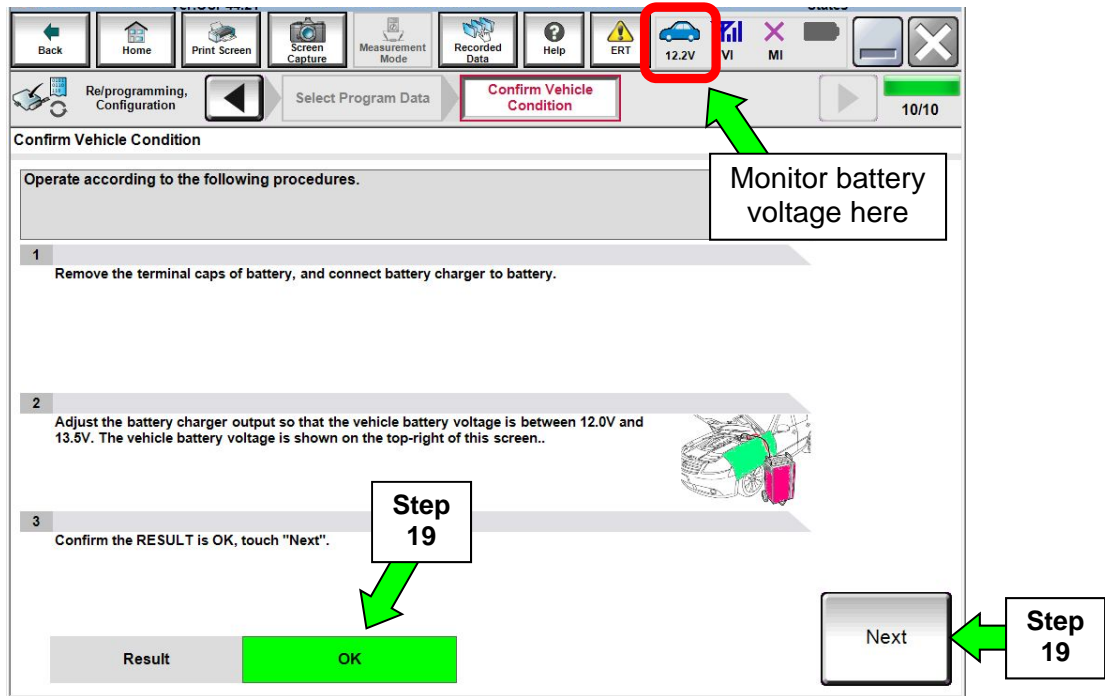 Back
Home
Print Screen
Screen
Capture
Measurement
Mode
Recorded
Data
Help
ERT
12.2V
VI
MI
Re/programming,
Configuration
Select Program Data
Confirm Vehicle
Condition
10/10
Confirm Vehicle Condition
Operate according to the following procedures.
Monitor battery
voltage here
1
Remove the terminal caps of battery, and connect battery charger to battery.
2
Adjust the battery charger output so that the vehicle battery voltage is between 12.0V and
13.5V. The vehicle battery voltage is shown on the top-right of this screen..
Step
19
3
Confirm the RESULT is OK, touch "Next".
Result
OK
Next
Step
19